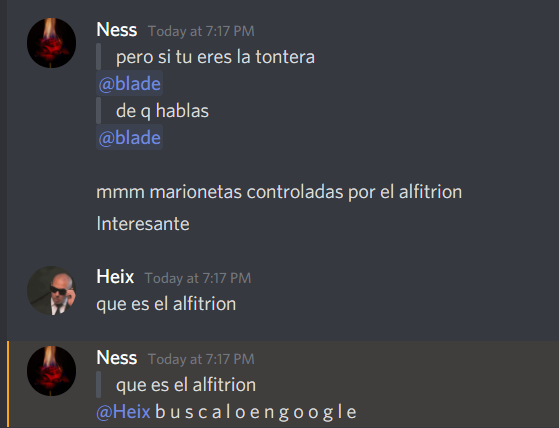 Ness Today at 7:17 PM
pero si tu eres la tontera
@blade
de q hablas
@blade
mmm marionetas controladas por el alfitrion
Interesante
Heix Today at 7:17 PM
que es el alfitrion
Ness Today at 7:17 PM
que es el alfitrion
@Heix b u s c a l o e n g o o g l e